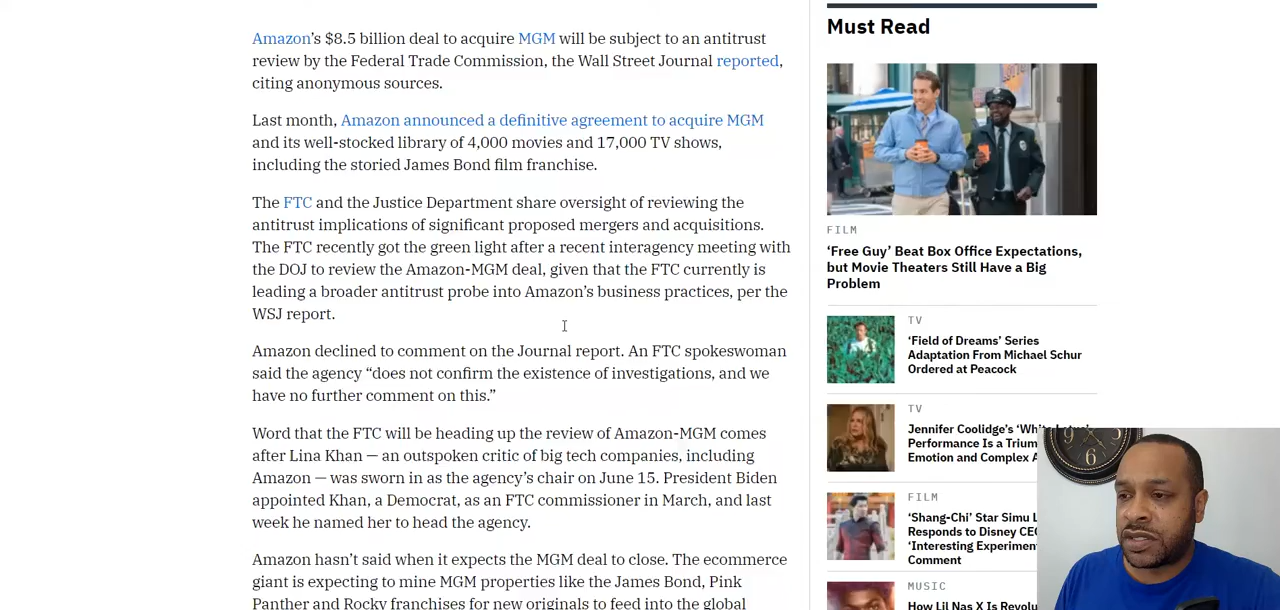 Amazon's $8.5 billion deal to acquire MGM will be subject to an antitrust
review by the Federal Trade Commission, the Wall Street Journal reported,
citing anonymous sources.
Last month, Amazon announced a definitive agreement to acquire MGM
and its well-stocked library of 4,000 movies and 17,000 TV shows,
including the storied James Bond film franchise.
The FTC and the Justice Department share oversight of reviewing the
antitrust implications of significant proposed mergers and acquisitions.
The FTC recently got the green light after a recent interagency meeting with
the DOJ to review the Amazon-MGM deal, given that the FTC currently is
leading a broader antitrust probe into Amazon's business practices, per the
WSJ report.
Amazon declined to comment on the Journal report. An FTC spokeswoman
said the agency “does not confirm the existence of investigations, and we
have no further comment on this.”
Word that the FTC will be heading up the review of Amazon-MGM comes
after Lina Khan — an outspoken critic of big tech companies, including
Amazon — was sworn in as the agency's chair on June 15. President Biden
appointed Khan, a Democrat, as an FTC commissioner in March, and last
week he named her to head the agency.
Amazon hasn't said when it expects the MGM deal to close. The ecommerce
giant is expecting to mine MGM properties like the James Bond, Pink
Panther and Rocky franchises for new originals to feed into the global
Must Read
FILM
‘Free Guy’ Beat Box Office Expectations,
but Movie Theaters Still Have a Big
Problem
TV
‘Field of Dreams’ Series
Adaptation From Michael Schur
Ordered at Peacock
TV
Jennifer Coolidge's
Performance Is a
Emotion and Complex
FILM
‘Shang-Chi’ Star Simu
Responds to Disney
‘Interesting Experiment
Comment
MUSIC
How Lil Nas X Is